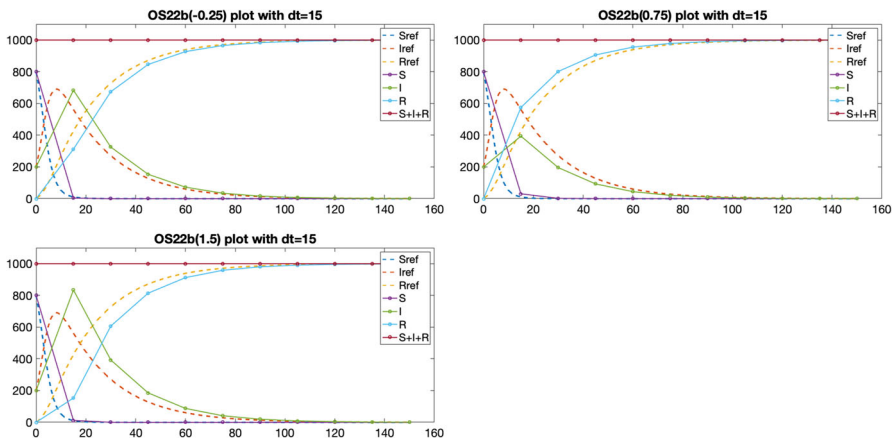 OS22b(-0.25) plot with dt=15
1000
800
600
400
200
0
0 20 40 60 80 100 120 140 160
Sref
Iref
Rref
S
I
R
S+I+R
OS22b(0.75) plot with dt=15
1000
800
600
400
200
0
0 20 40 60 80 100 120 140 160
Sref
Iref
Rref
S
I
R
S+I+R
OS22b(1.5) plot with dt=15
1000
800
600
400
200
0
0 20 40 60 80 100 120 140 160
Sref
Iref
Rref
S
I
R
S+I+R